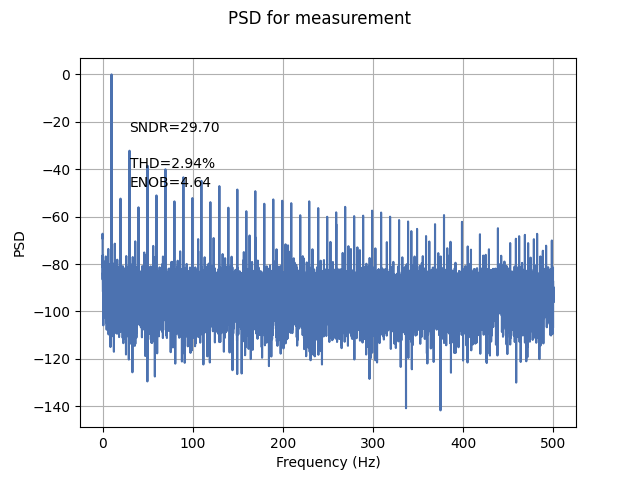 PSD for measurement
0
−20
−40
−60
−80
−100
−120
−140
PSD
SNDR=29.70
THD=2.94%
ENOB=4.64
0 100 200 300 400 500
Frequency (Hz)